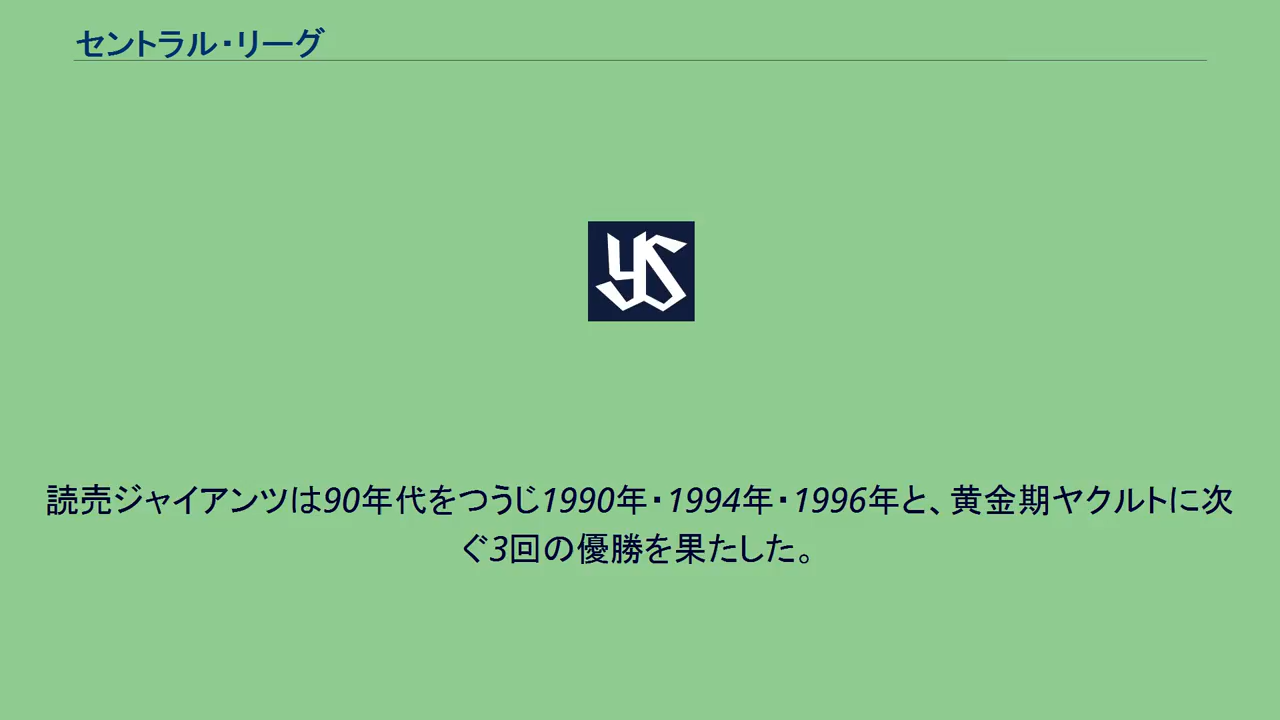 セントラル・リーグ
YS
読売ジャイアンツは90年代をつうじ1990年・1994年・1996年と、黄金期ヤクルトに次
ぐ3回の優勝を果たした。